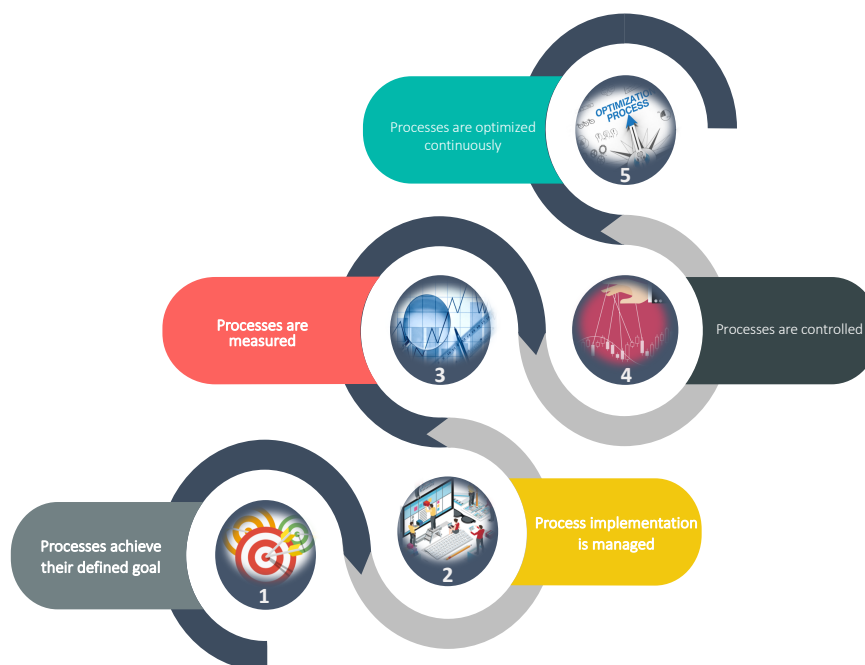 OPTIMIZATION
PROCESS
Processes are optimized
continuously
5
Processes are
measured
3
4
Processes are controlled
Processes achieve
their defined goal
1
2
Process implementation
is managed